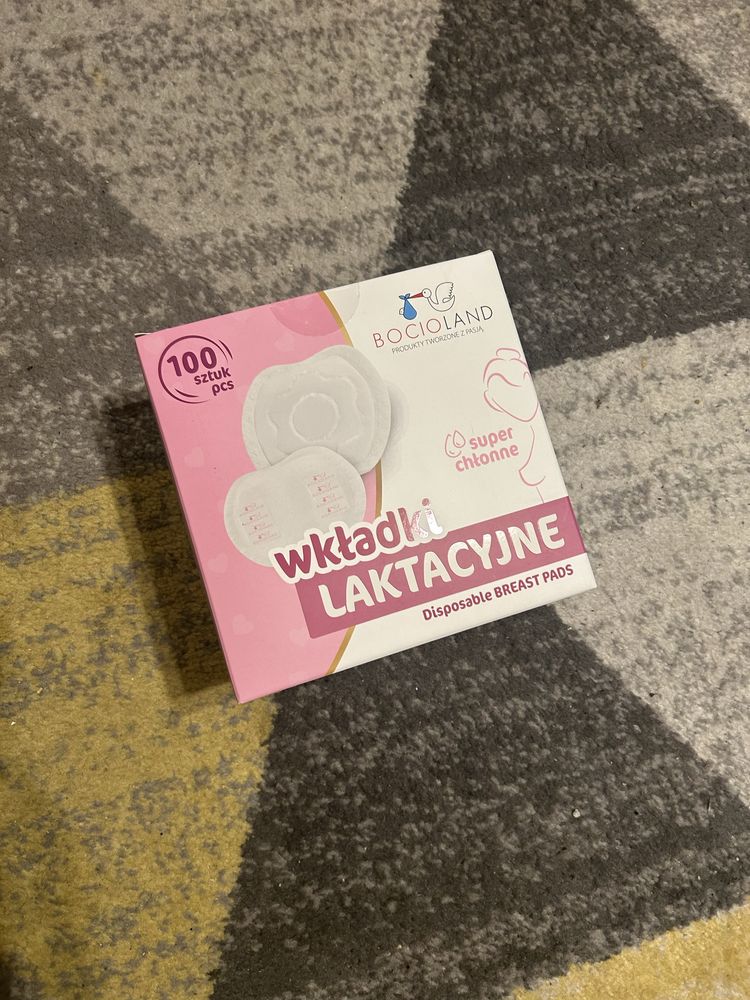 100
sztuk
pcs
BOCIOLAND
PRODUKTY TWORZONE Z PASJĄ
super
chłonne
wkładki
LAKTACYJNE
Disposable BREAST PADS